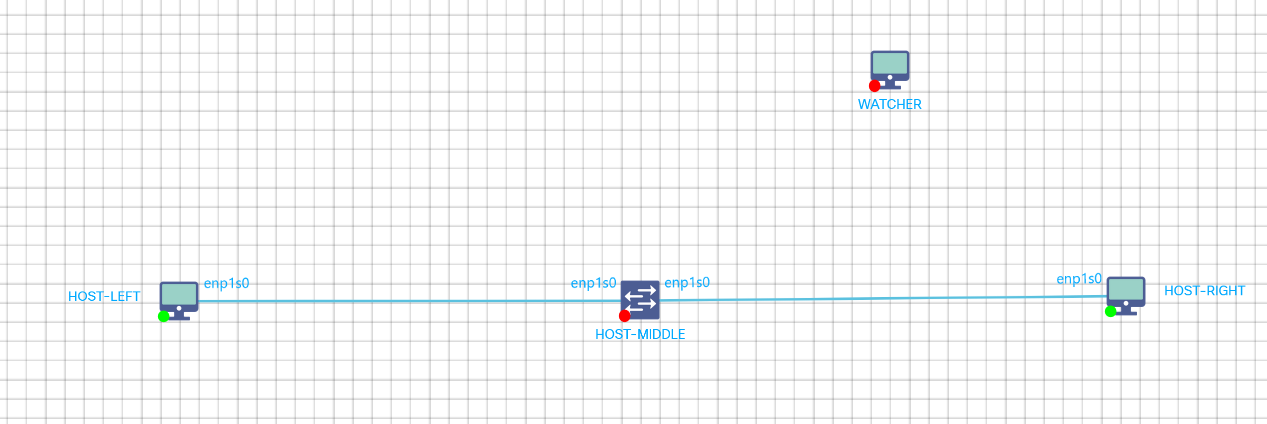 WATCHER
enp1s0
enp1s0
enp1s0
enp1s0
HOST-LEFT
HOST-RIGHT
HOST-MIDDLE